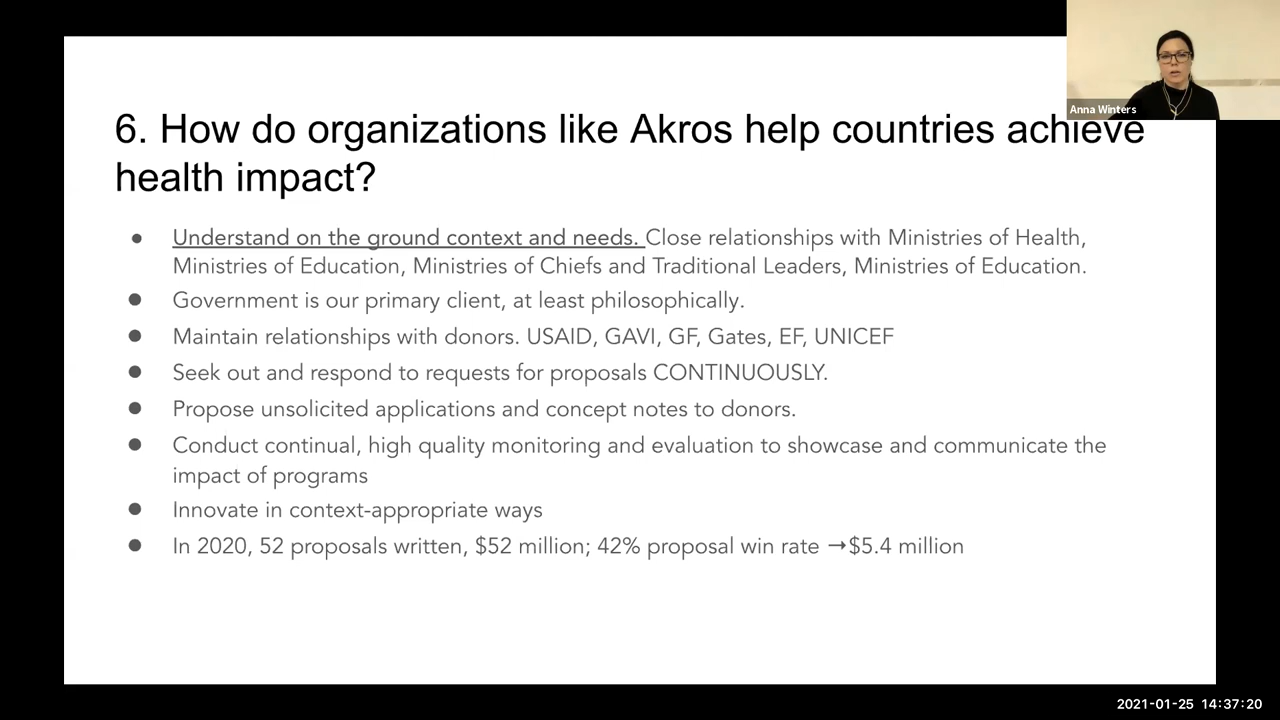 Anna Winters
6. How do organizations like Akros help countries achieve
health impact?
● Understand on the ground context and needs. Close relationships with Ministries of Health,
Ministries of Education, Ministries of Chiefs and Traditional Leaders, Ministries of Education.
● Government is our primary client, at least philosophically.
● Maintain relationships with donors. USAID, GAVI, GF, Gates, EF, UNICEF
● Seek out and respond to requests for proposals CONTINUOUSLY.
● Propose unsolicited applications and concept notes to donors.
● Conduct continual, high quality monitoring and evaluation to showcase and communicate the
impact of programs
● Innovate in context-appropriate ways
● In 2020, 52 proposals written, $52 million; 42% proposal win rate →$5.4 million
2021-01-25 14:37:20